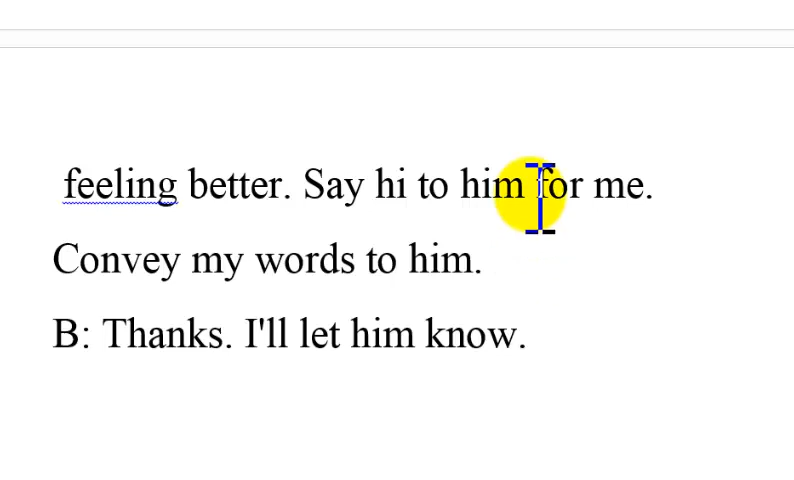 feeling better. Say hi to him for me.
Convey my words to him.
B: Thanks. I'll let him know.